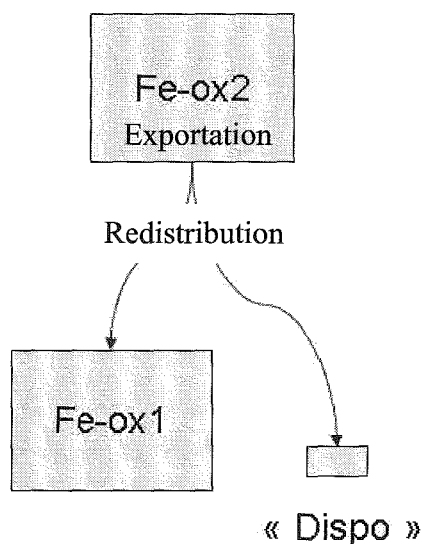 Fe-ox2
Exportation
Redistribution
Fe-ox1
« Dispo »